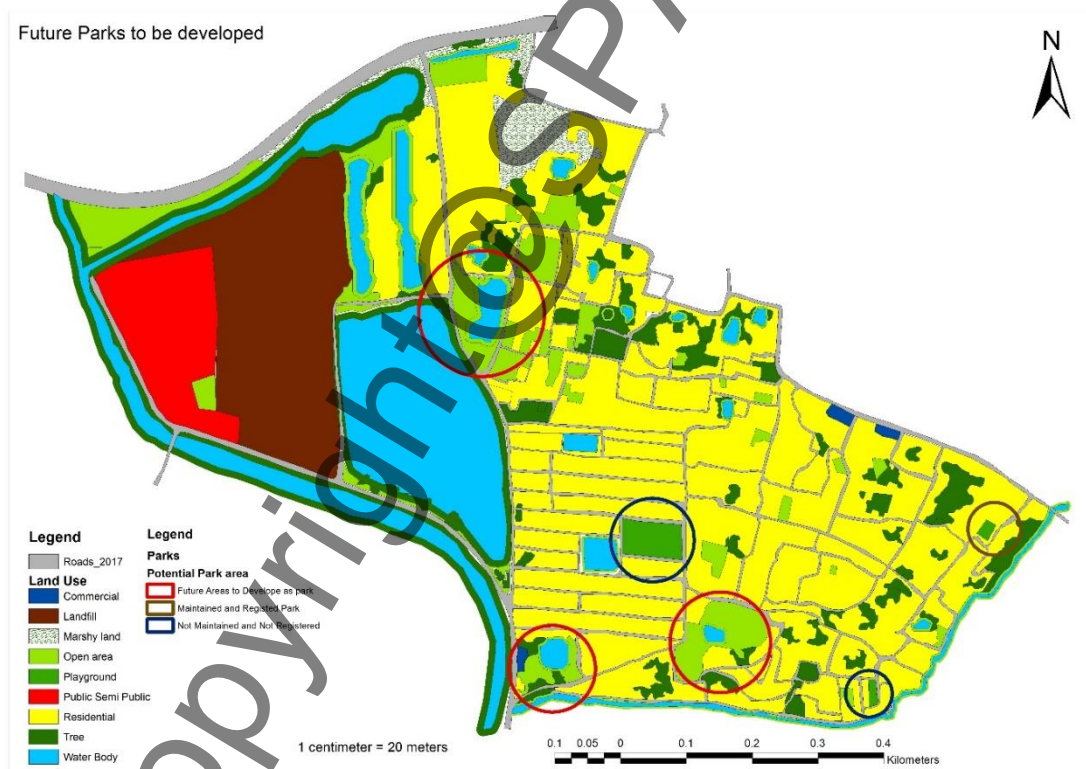 Future Parks to be developed
N
Legend
Roads_2017
Land Use
Commercial
Landfill
Marshy land
Open area
Playground
Public Semi Public
Residential
Tree
Water Body
Legend
Parks
Potential Park area
Future Areas to Develope as park
Maintained and Registed Park
Not Maintained and Not Registered
1 centimeter = 20 meters
0.1 0.05 0 0.1 0.2 0.3 0.4
Kilometers
opyright@SPA